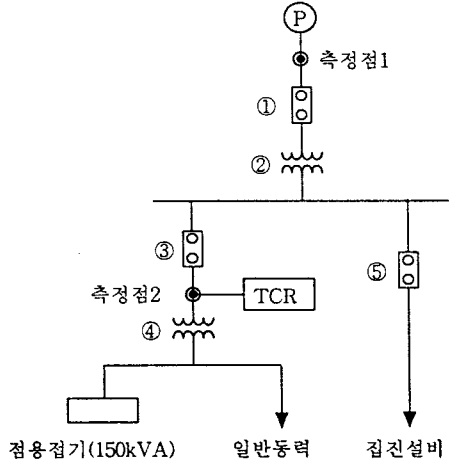 P
측정점1
①
②
③
⑤
측정점2
TCR
④
점용접기(150kVA)
일반동력
집진설비